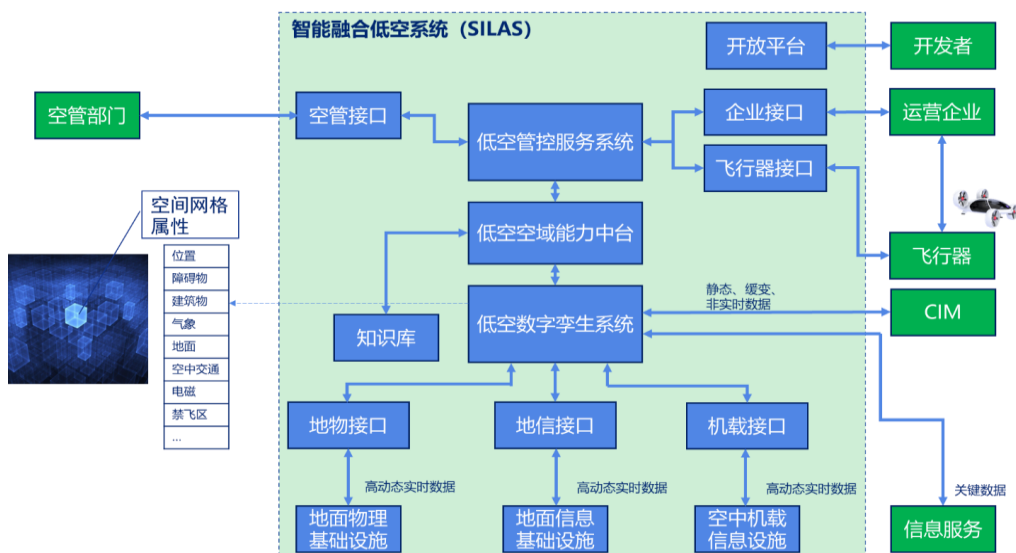 智能融合低空系统（SILAS）
开放平台
开发者
空管部门
空管接口
低空管控服务系统
企业接口
运营企业
飞行器接口
空间网格
属性
低空空域能力中台
飞行器
位置
障碍物
建筑物
气象
地面
空中交通
电磁
禁飞区
...
静态、缓变、
非实时数据
低空数字孪生系统
CIM
知识库
地物接口
地信接口
机载接口
高动态实时数据
高动态实时数据
高动态实时数据
关键数据
地面物理
基础设施
地面信息
基础设施
空中机载
信息设施
信息服务